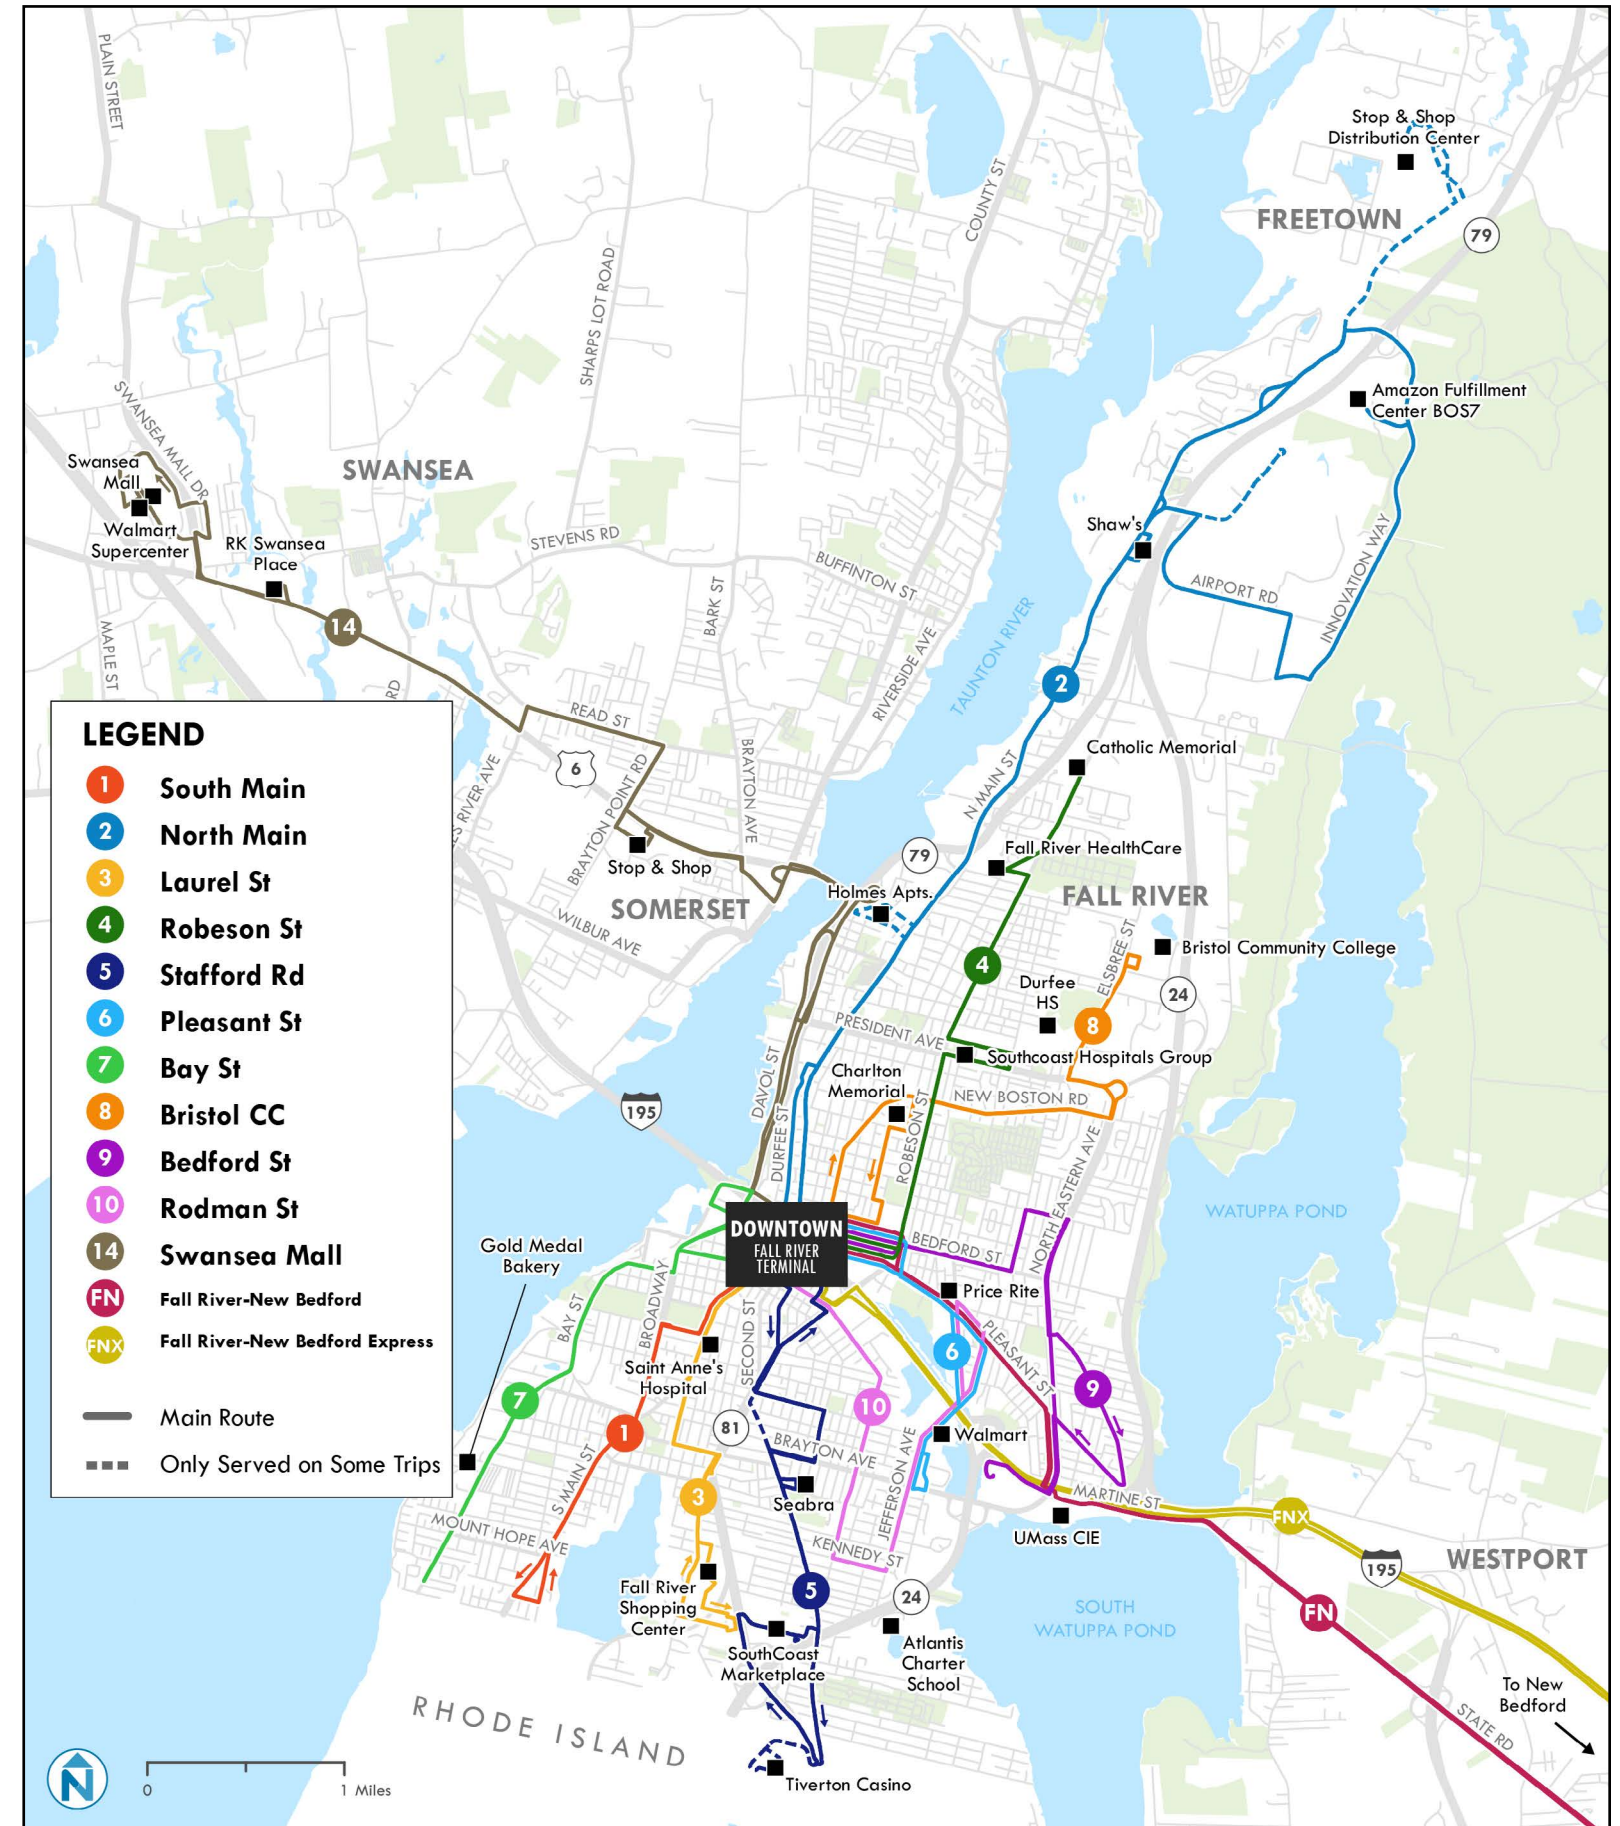 PLAIN STREET
COUNTY ST
SHARPS LOT ROAD
Stop & Shop
Distribution Center
FREETOWN
79
Amazon Fulfillment
Center BOS7
SWANSEA MALL DR
SWANSEA
Swansea
Mall
Walmart
Supercenter
RK Swansea
Place
14
STEVENS RD
BUFFINTON ST
BARK ST
RIVERSIDE AVE
TAUNTON RIVER
Shaw's
AIRPORT RD
INNOVATION WAY
MAPLE ST
RD
2
READ ST
6
BRAYTON POINT RD
BRAYTON AVE
RIVER AVE
N MAIN ST
Catholic Memorial
Fall River HealthCare
79
FALL RIVER
Stop & Shop
Holmes Apts.
SOMERSET
WILBUR AVE
4
Durfee
HS
ELSBREE ST
Bristol Community College
24
8
PRESIDENT AVE
Southcoast Hospitals Group
Charlton
Memorial
NEW BOSTON RD
DAVOL ST
DURFEE ST
ROBESON ST
NORTH EASTERN AVE
195
WATUPPA POND
LEGEND
1 South Main
2 North Main
3 Laurel St
4 Robeson St
5 Stafford Rd
6 Pleasant St
7 Bay St
8 Bristol CC
9 Bedford St
10 Rodman St
14 Swansea Mall
FN Fall River-New Bedford
FNX Fall River-New Bedford Express
Main Route
Only Served on Some Trips
DOWNTOWN
FALL RIVER
TERMINAL
BEDFORD ST
Gold Medal
Bakery
Price Rite
BAY ST
BROADWAY
SECOND ST
PLEASANT ST
Saint Anne's
Hospital
6
7
9
10
1
81
Walmart
BRAYTON AVE
JEFFERSON AVE
S MAIN ST
3
Seabra
MARTINE ST
FNX
UMass CIE
MOUNT HOPE AVE
KENNEDY ST
195
WESTPORT
5
24
Fall River
Shopping
Center
SOUTH
WATUPPA POND
FN
SouthCoast
Marketplace
Atlantis
Charter
School
RHODE ISLAND
To New
Bedford
STATE RD
Tiverton Casino
N
0
1 Miles